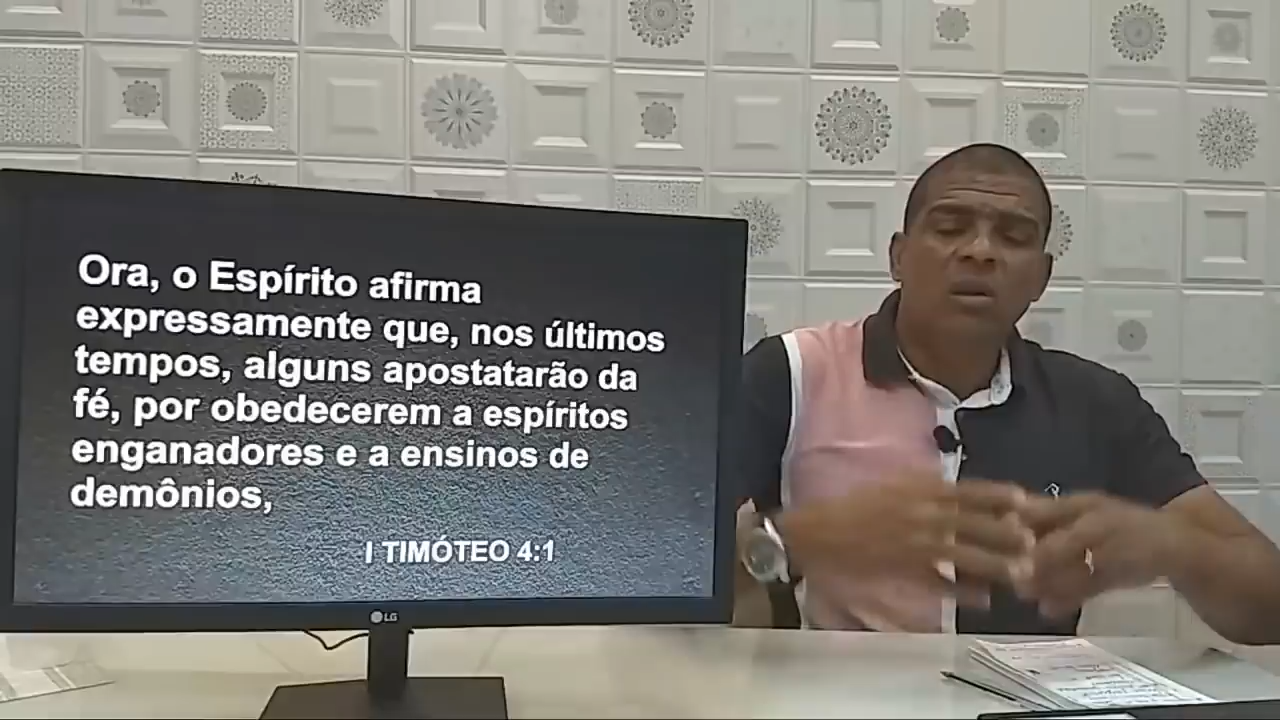 Ora, o Espírito afirma
expressamente que, nos últimos
tempos, alguns apostatarão da
fé, por obedecerem a espíritos
enganadores e a ensinos de
demônios,
I TIMÓTEO 4:1
LG